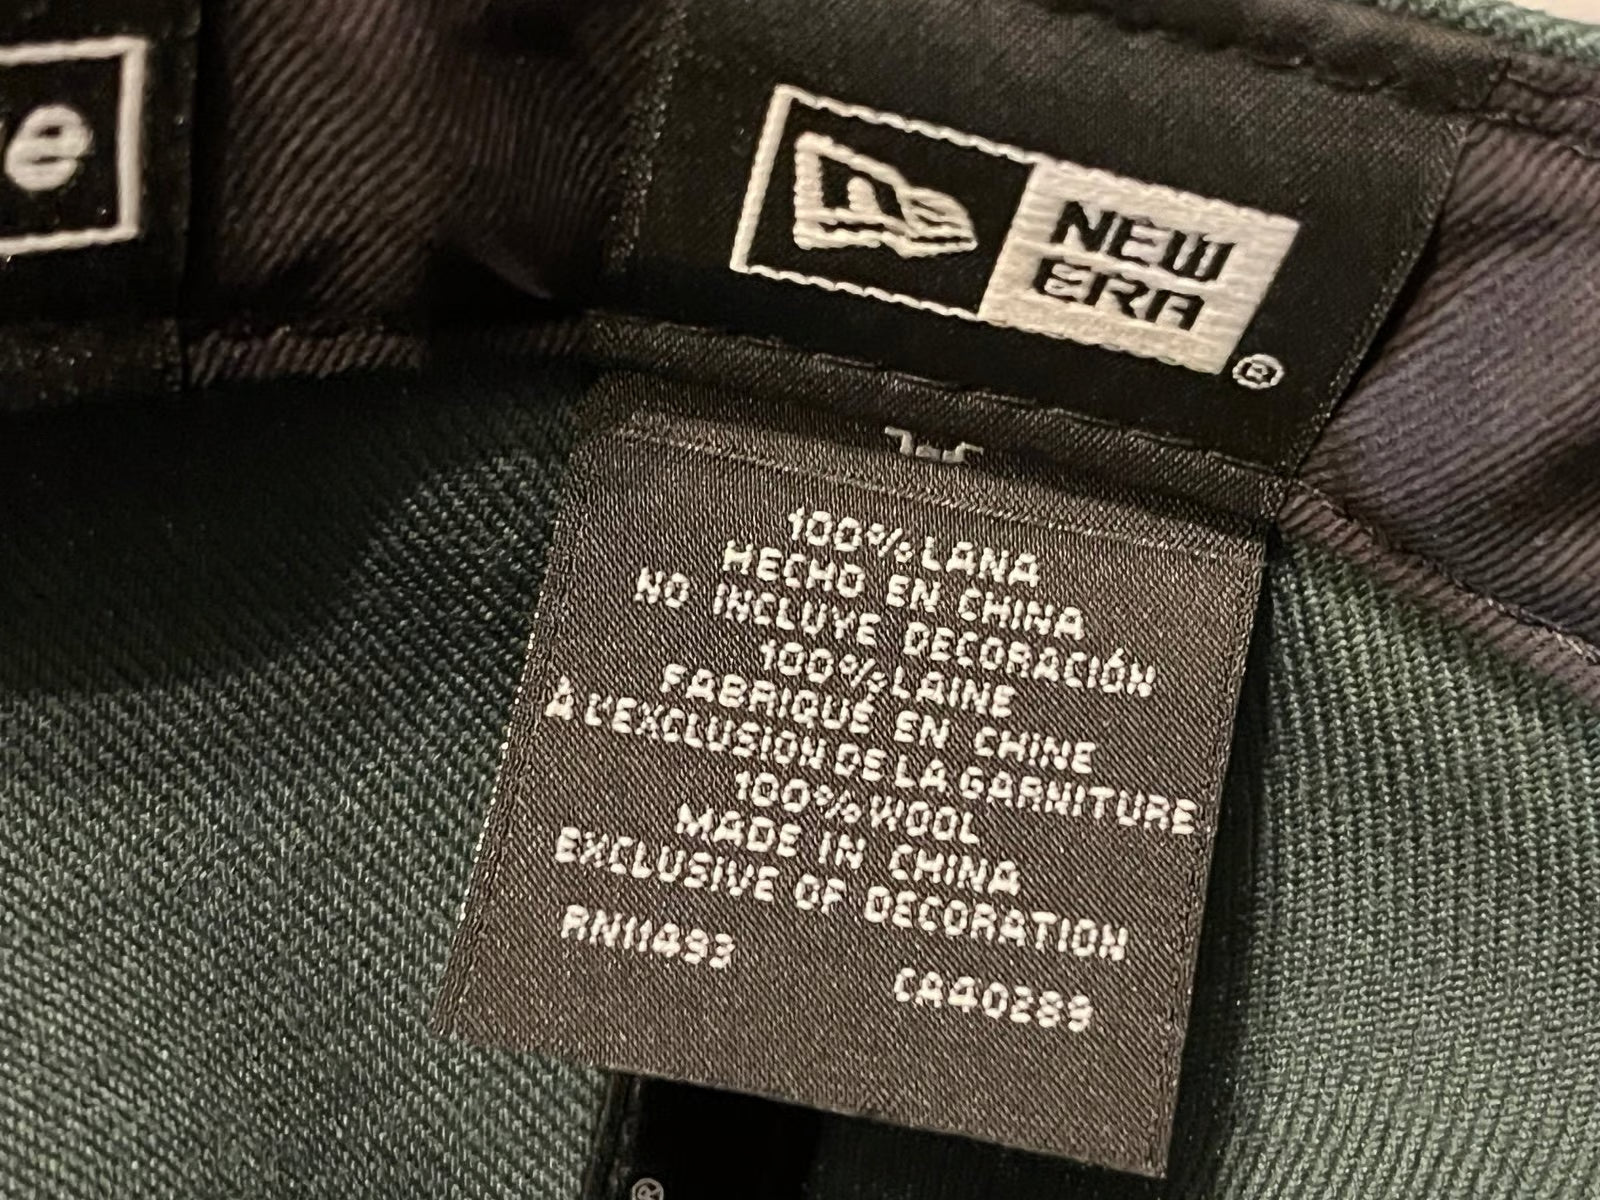 e
NEW
ERA
®
100% LANA
HECHO EN CHINA
NO INCLUYE DECORACIÓN
100% LAINE
FABRIQUÉ EN CHINE
À L'EXCLUSION DE LA GARNITURE
100% WOOL
MADE IN CHINA
EXCLUSIVE OF DECORATION
RN11493
CA40289
®